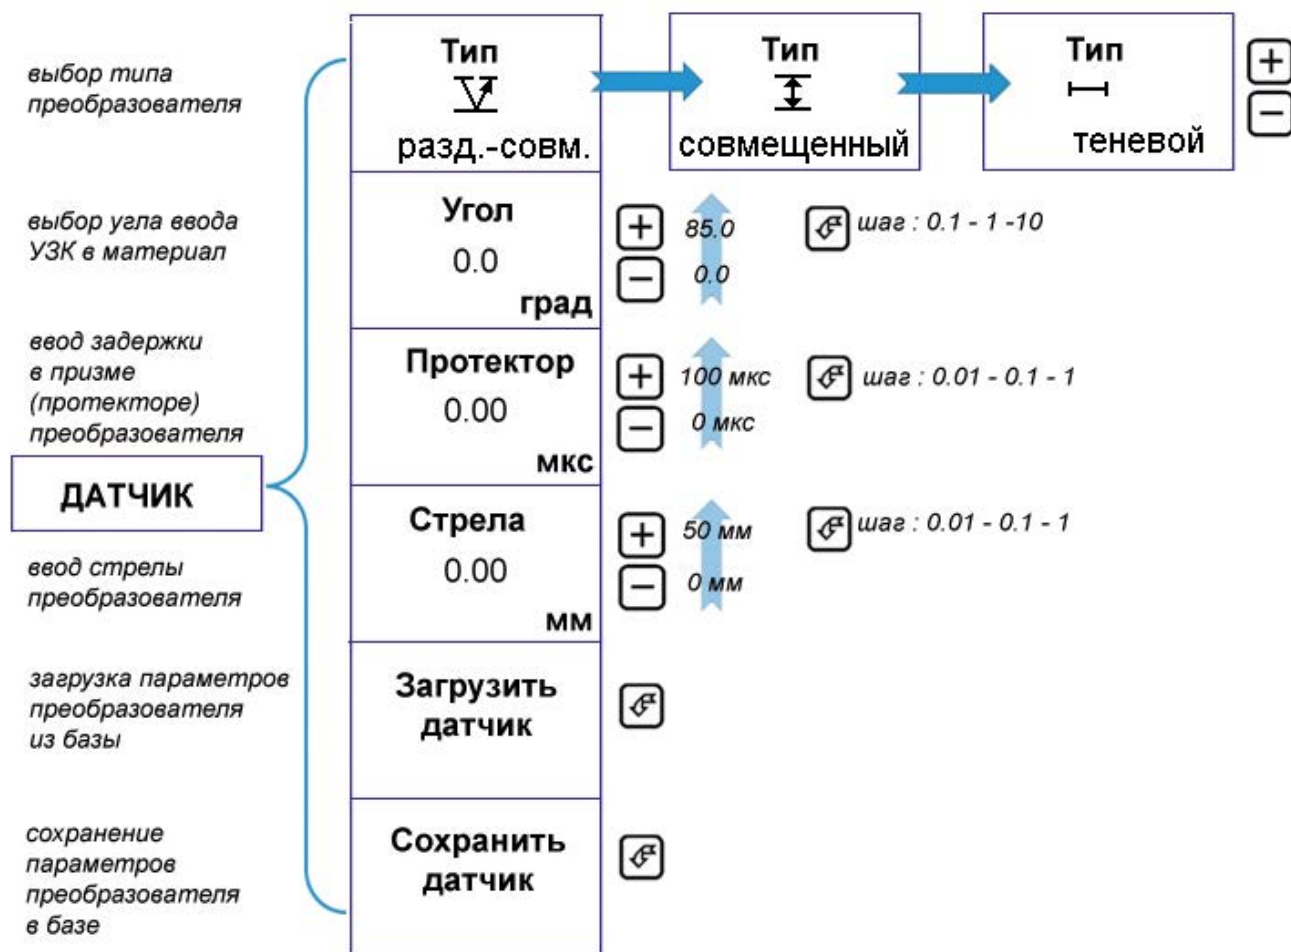 выбор типа
преобразователя
Тип
разд.-совм.
Тип
совмещенный
Тип
теневой
+
−
выбор угла ввода
УЗК в материал
Угол
0.0
град
+
−
85.0
0.0
шаг : 0.1 - 1 -10
ввод задержки
в призме
(протекторе)
преобразователя
Протектор
0.00
мкс
+
−
100 мкс
0 мкс
шаг : 0.01 - 0.1 - 1
ДАТЧИК
ввод стрелы
преобразователя
Стрела
0.00
мм
+
−
50 мм
0 мм
шаг : 0.01 - 0.1 - 1
загрузка параметров
преобразователя
из базы
Загрузить
датчик
сохранение
параметров
преобразователя
в базе
Сохранить
датчик